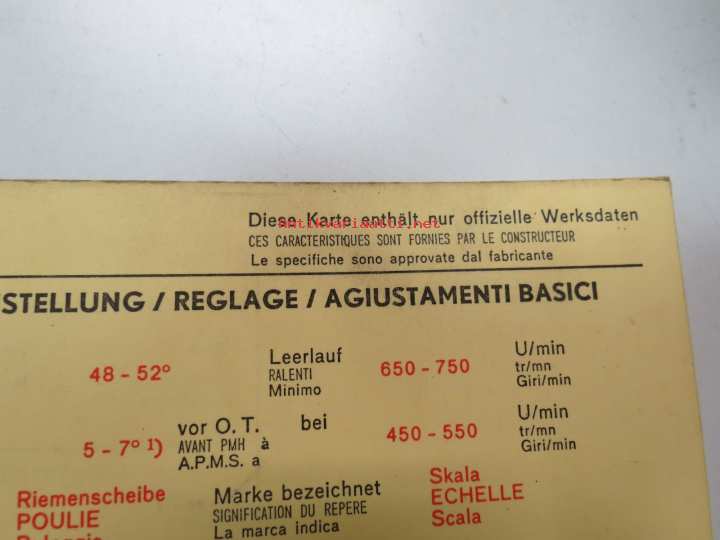 Diese Karte enthält nur offizielle Werksdaten
antikvariaatti.net
CES CARACTERISTIQUES SONT FORNIES PAR LE CONSTRUCTEUR
Le specifiche sono approvate dal fabricante
STELLUNG / REGLAGE / AGIUSTAMENTI BASICI
48 - 52° Leerlauf 650 - 750 U/min
RALENTI tr/mn
Minimo Giri/min
5 - 7° 1) vor O. T. bei 450 - 550 U/min
AVANT PMH à tr/mn
A.P.M.S. a Giri/min
Riemenscheibe Marke bezeichnet Skala
POULIE SIGNIFICATION DU REPERE ECHELLE
La marca indica Scala